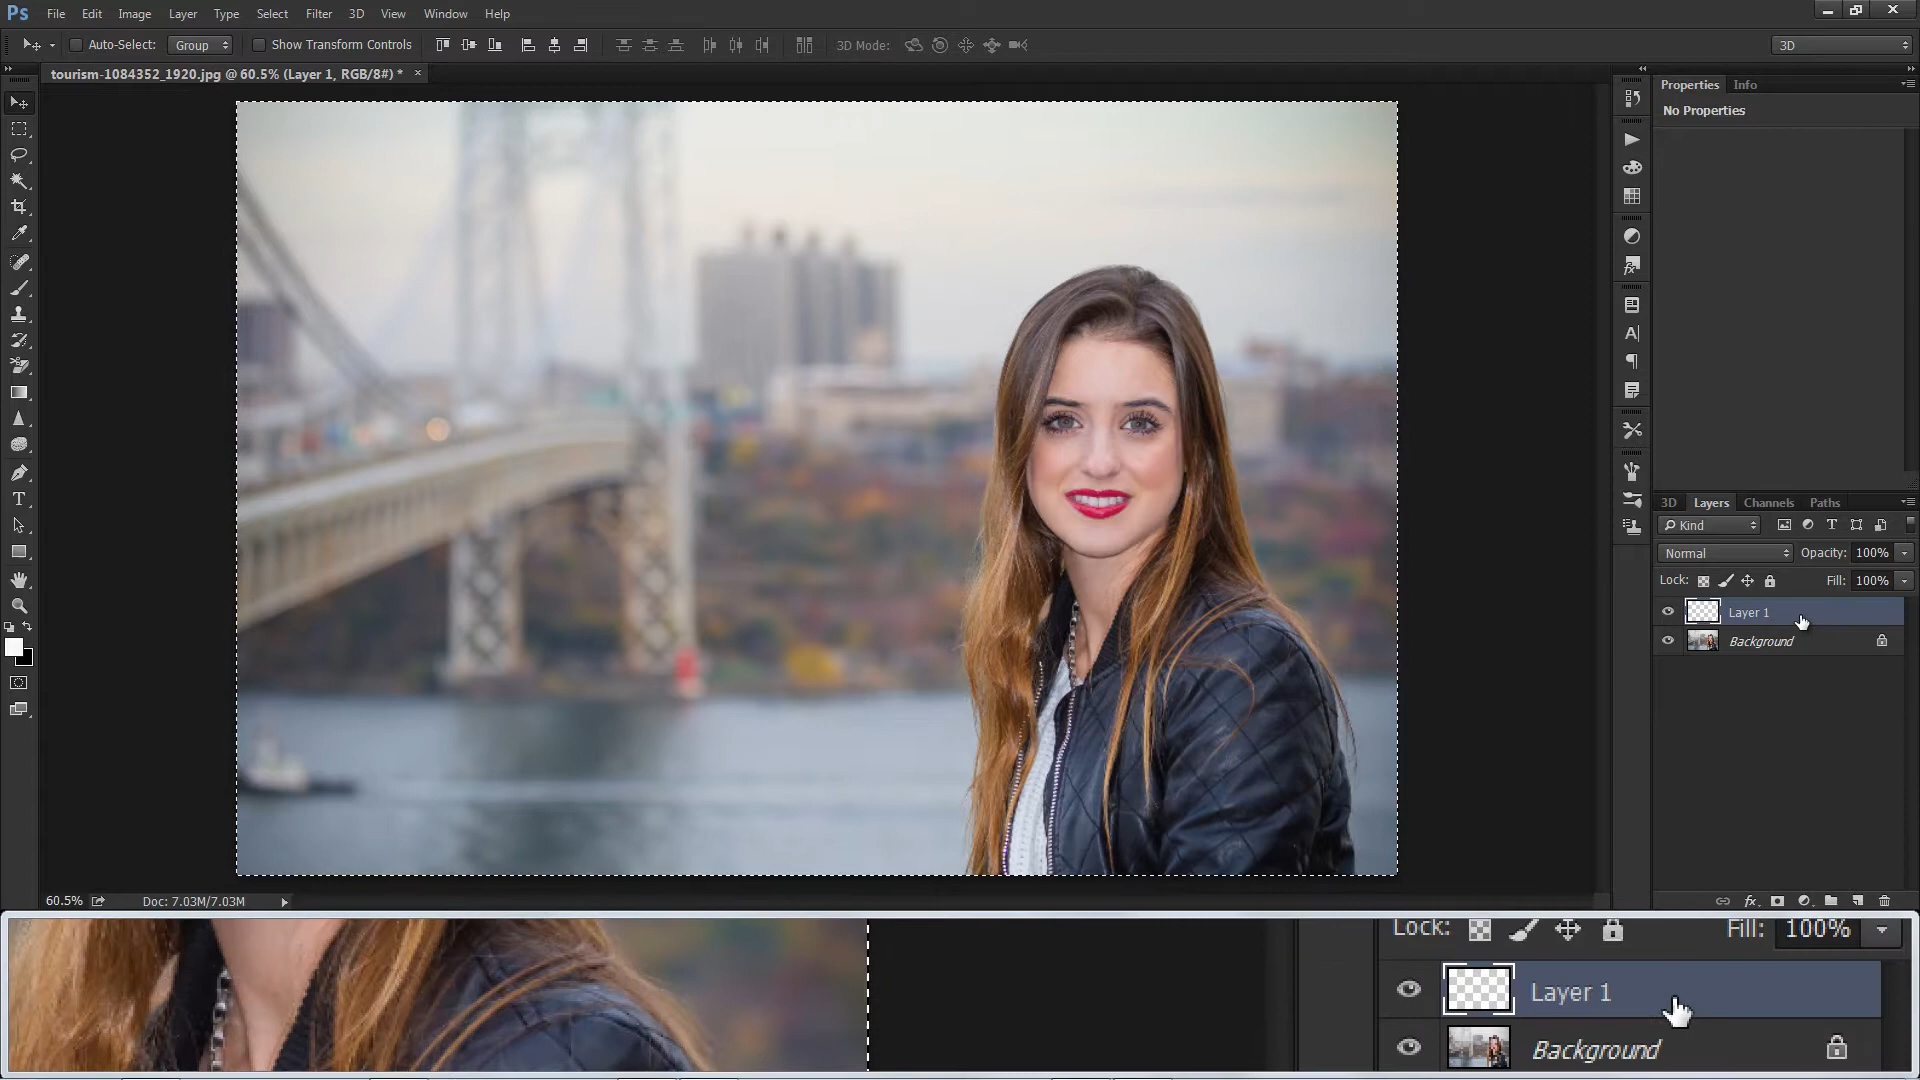 Ps File Edit Image Layer Type Select Filter 3D View Window Help
Auto-Select: Group Show Transform Controls 3D Mode: 3D
tourism-1084352_1920.jpg @ 60.5% (Layer 1, RGB/8#) * ×
Properties Info
No Properties
3D Layers Channels Paths
Kind
Normal Opacity: 100%
Lock: Fill: 100%
Layer 1
Background
60.5% Doc: 7.03M/7.03M
Lock: Fill: 100%
Layer 1
Background